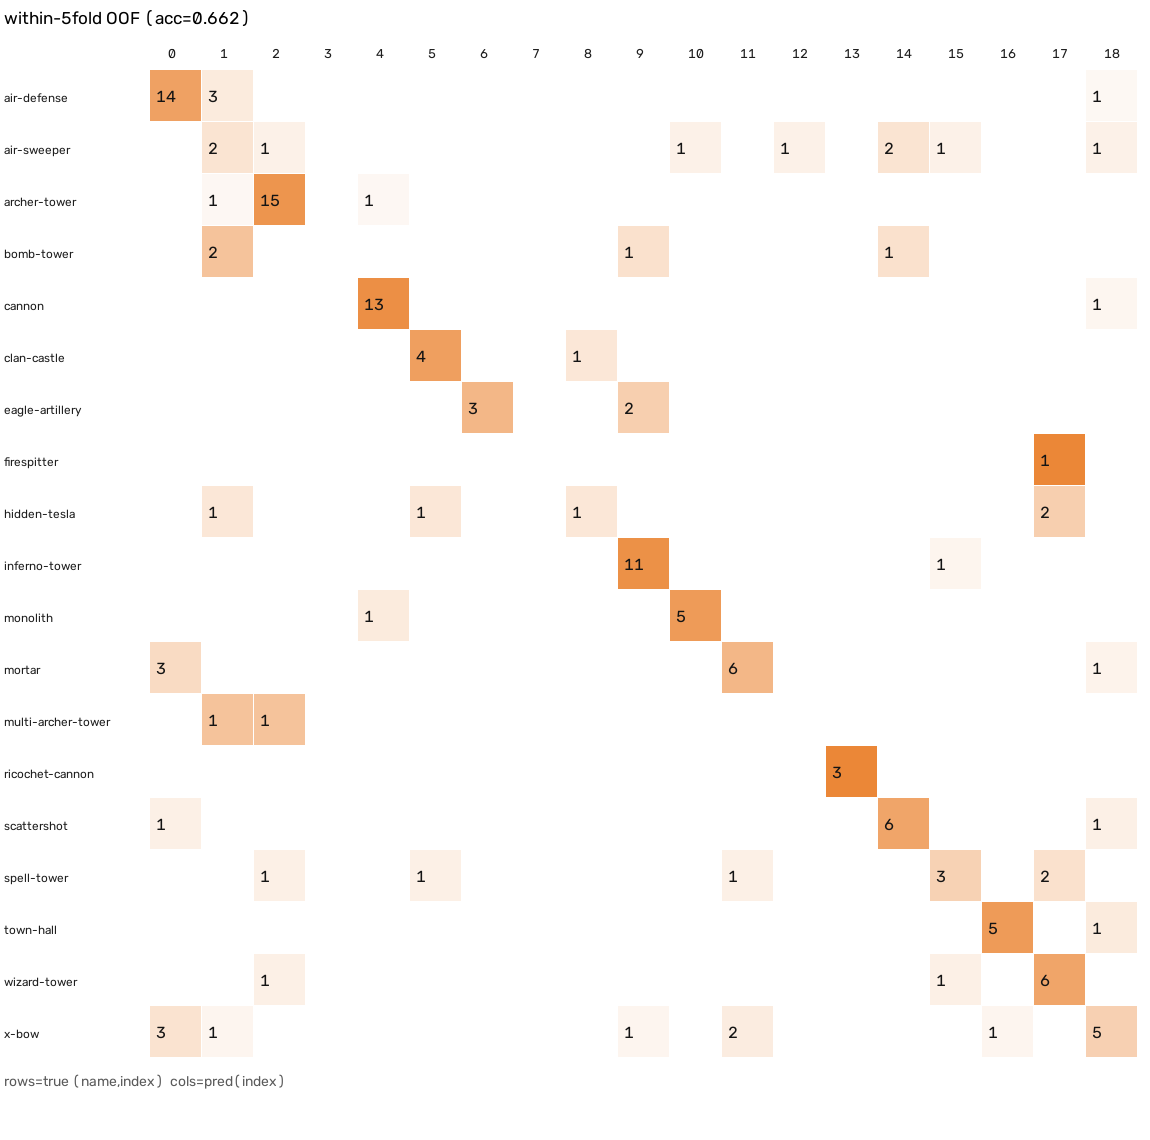 within-5fold OOF (acc=0.662)
0 1 2 3 4 5 6 7 8 9 10 11 12 13 14 15 16 17 18
air-defense 14 3 1
air-sweeper 2 1 1 1 2 1 1
archer-tower 1 15 1
bomb-tower 2 1 1
cannon 13 1
clan-castle 4 1
eagle-artillery 3 2
firespitter 1
hidden-tesla 1 1 1 2
inferno-tower 11 1
monolith 1 5
mortar 3 6 1
multi-archer-tower 1 1
ricochet-cannon 3
scattershot 1 6 1
spell-tower 1 1 1 3 2
town-hall 5 1
wizard-tower 1 1 6
x-bow 3 1 1 2 1 5
rows=true (name,index) cols=pred(index)